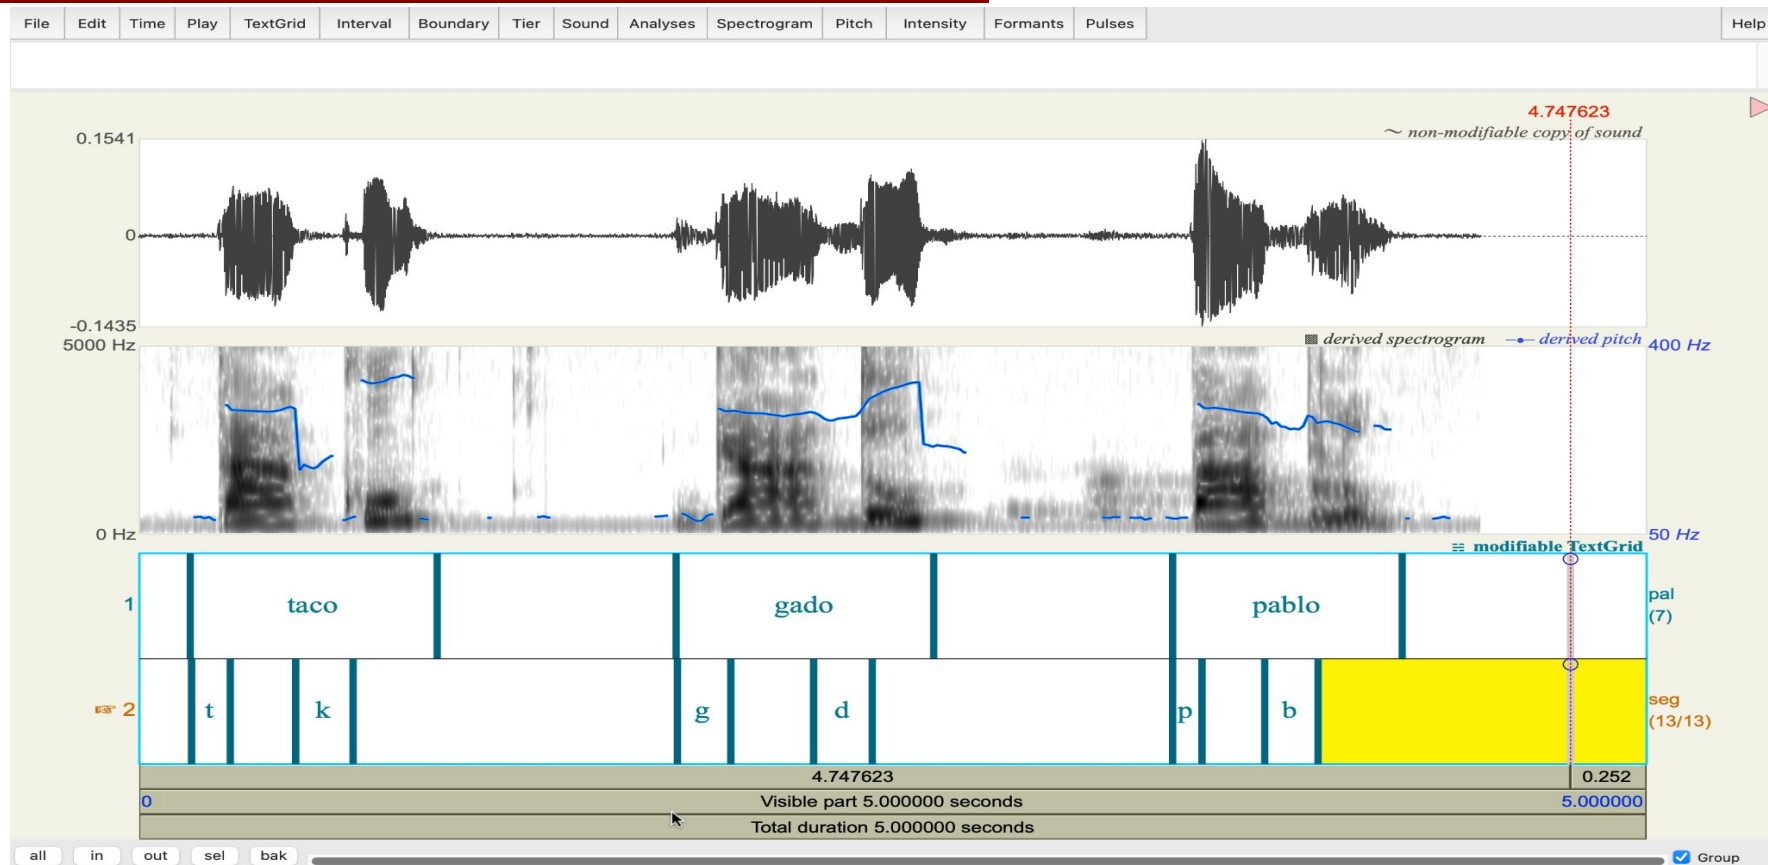 File Edit Time Play TextGrid Interval Boundary Tier Sound Analyses Spectrogram Pitch Intensity Formants Pulses Help
4.747623
0.1541
~ non-modifiable copy of sound
0
-0.1435
5000 Hz
derived spectrogram
derived pitch
400 Hz
0 Hz
50 Hz
modifiable TextGrid
1 taco gado pablo pal
(7)
2 t k g d p b seg
(13/13)
4.747623 0.252
0 Visible part 5.000000 seconds 5.000000
Total duration 5.000000 seconds
all in out sel bak Group